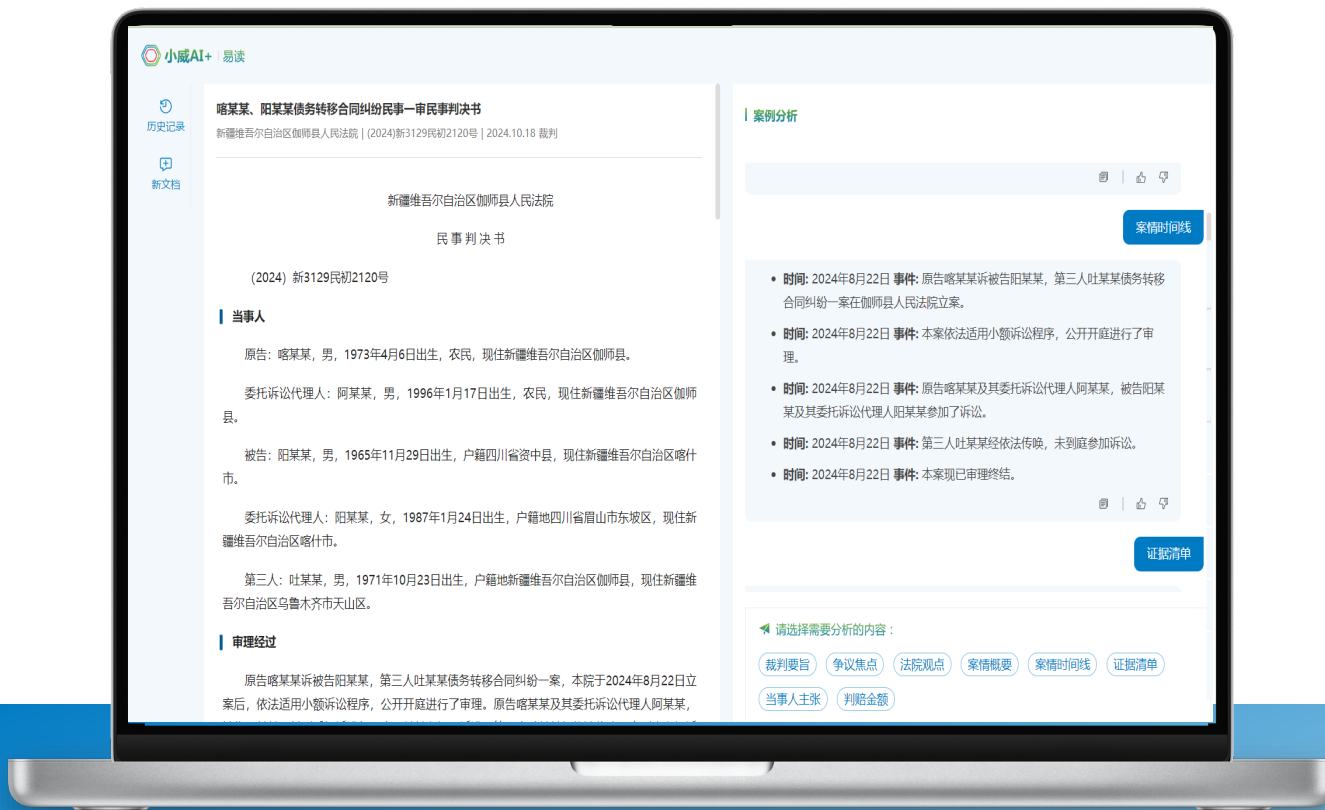 小威AI+ 易读
历史记录
新文档
喀某某、阳某某债务转移合同纠纷民事一审民事判决书
新疆维吾尔自治区伽师县人民法院 | (2024)新3129民初2120号 | 2024.10.18 裁判
新疆维吾尔自治区伽师县人民法院
民 事 判 决 书
（2024）新3129民初2120号
当事人
原告：喀某某，男，1973年4月6日出生，农民，现住新疆维吾尔自治区伽师县。
委托诉讼代理人：阿某某，男，1996年1月17日出生，农民，现住新疆维吾尔自治区伽师
县。
被告：阳某某，男，1965年11月29日出生，户籍四川省资中县，现住新疆维吾尔自治区喀什
市。
委托诉讼代理人：阳某某，女，1987年1月24日出生，户籍地四川省眉山市东坡区，现住新
疆维吾尔自治区喀什市。
第三人：吐某某，男，1971年10月23日出生，户籍地新疆维吾尔自治区伽师县，现住新疆维
吾尔自治区乌鲁木齐市天山区。
审理经过
原告喀某某诉被告阳某某，第三人吐某某债务转移合同纠纷一案，本院于2024年8月22日立
案后，依法适用小额诉讼程序，公开开庭进行了审理。原告喀某某及其委托诉讼代理人阿某某，
案例分析
案情时间线
时间: 2024年8月22日 事件: 原告喀某某诉被告阳某某，第三人吐某某债务转移
合同纠纷一案在伽师县人民法院立案。
时间: 2024年8月22日 事件: 本案依法适用小额诉讼程序，公开开庭进行了审
理。
时间: 2024年8月22日 事件: 原告喀某某及其委托诉讼代理人阿某某，被告阳某
某及其委托诉讼代理人阳某某参加了诉讼。
时间: 2024年8月22日 事件: 第三人吐某某经依法传唤，未到庭参加诉讼。
时间: 2024年8月22日 事件: 本案现已审理终结。
证据清单
请选择需要分析的内容：
裁判要旨 争议焦点 法院观点 案情概要 案情时间线 证据清单
当事人主张 判赔金额